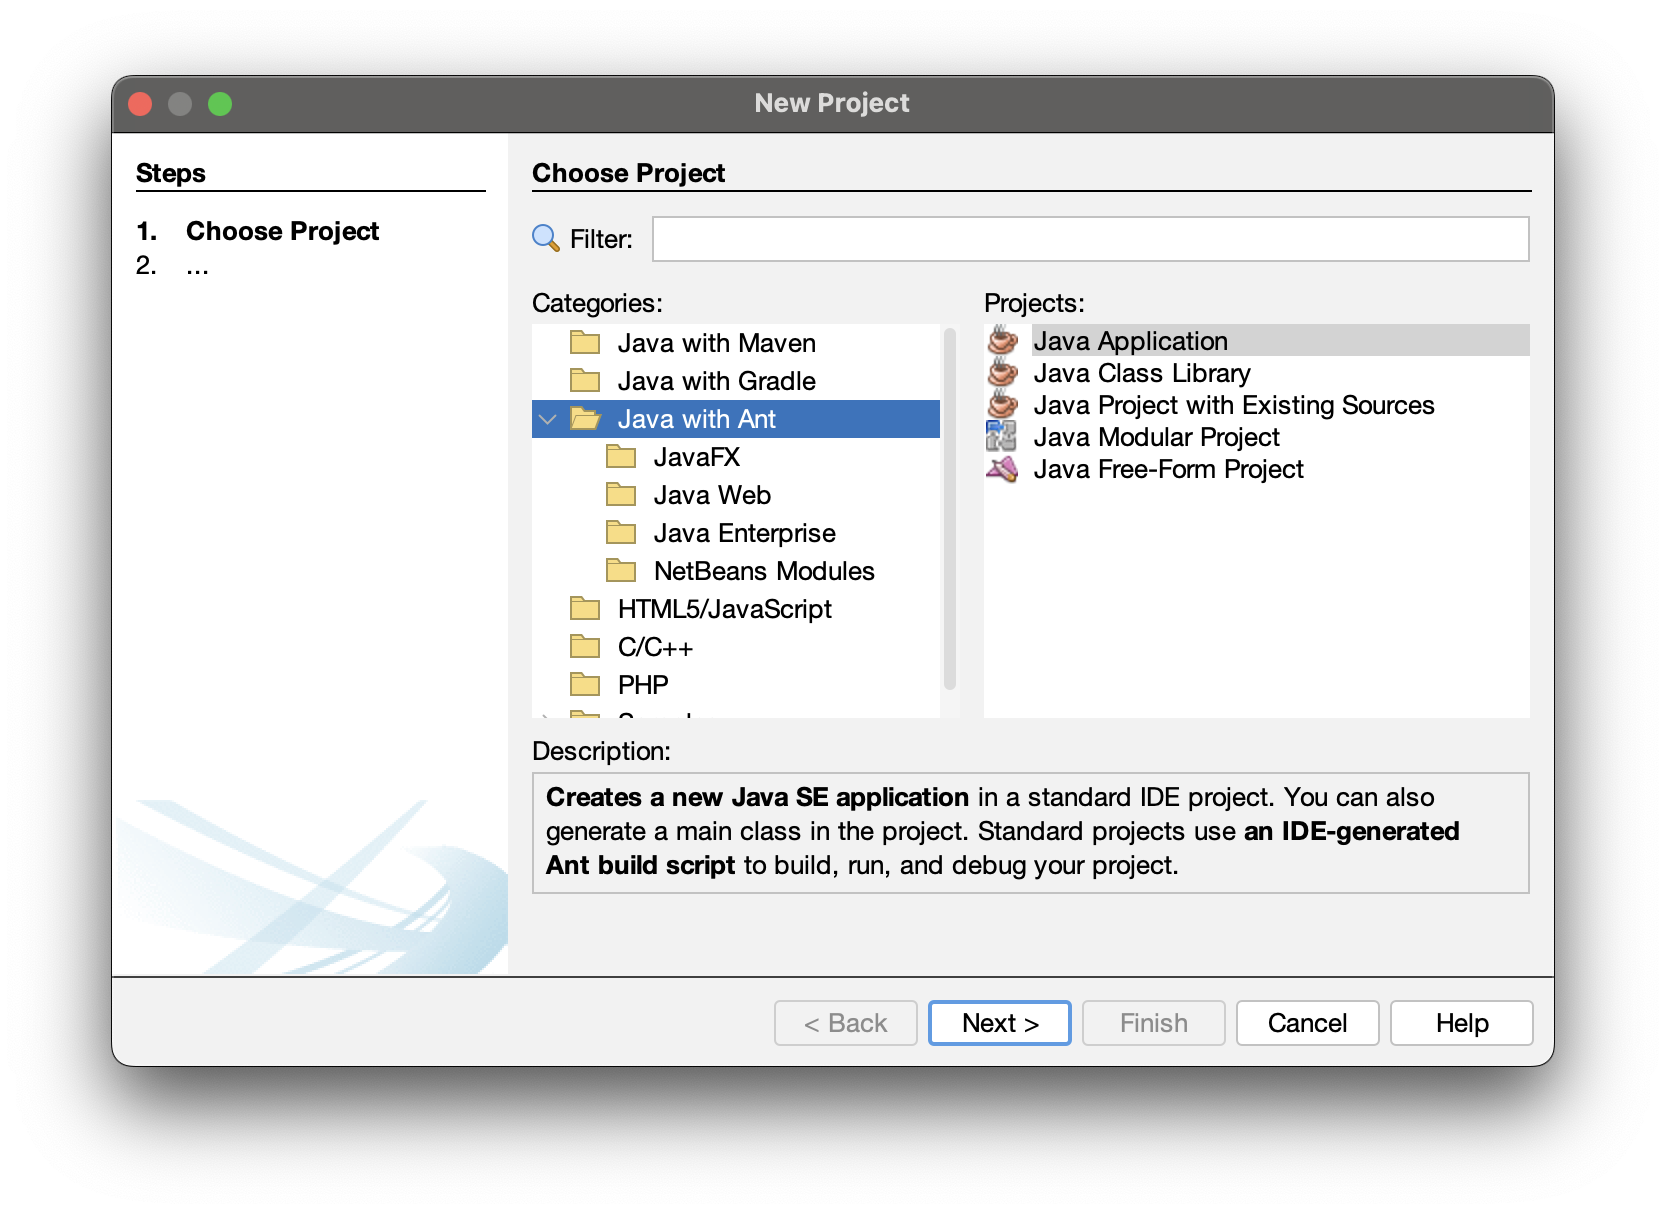 New Project
Steps
1. Choose Project
2. ...
Choose Project
Filter:
Categories:
Java with Maven
Java with Gradle
Java with Ant
JavaFX
Java Web
Java Enterprise
NetBeans Modules
HTML5/JavaScript
C/C++
PHP
Projects:
Java Application
Java Class Library
Java Project with Existing Sources
Java Modular Project
Java Free-Form Project
Description:
Creates a new Java SE application in a standard IDE project. You can also
generate a main class in the project. Standard projects use an IDE-generated
Ant build script to build, run, and debug your project.
< Back
Next >
Finish
Cancel
Help